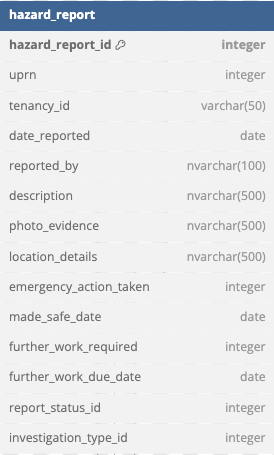 hazard_report
hazard_report_id integer
uprn integer
tenancy_id varchar(50)
date_reported date
reported_by nvarchar(100)
description nvarchar(500)
photo_evidence nvarchar(500)
location_details nvarchar(500)
emergency_action_taken integer
made_safe_date date
further_work_required integer
further_work_due_date date
report_status_id integer
investigation_type_id integer